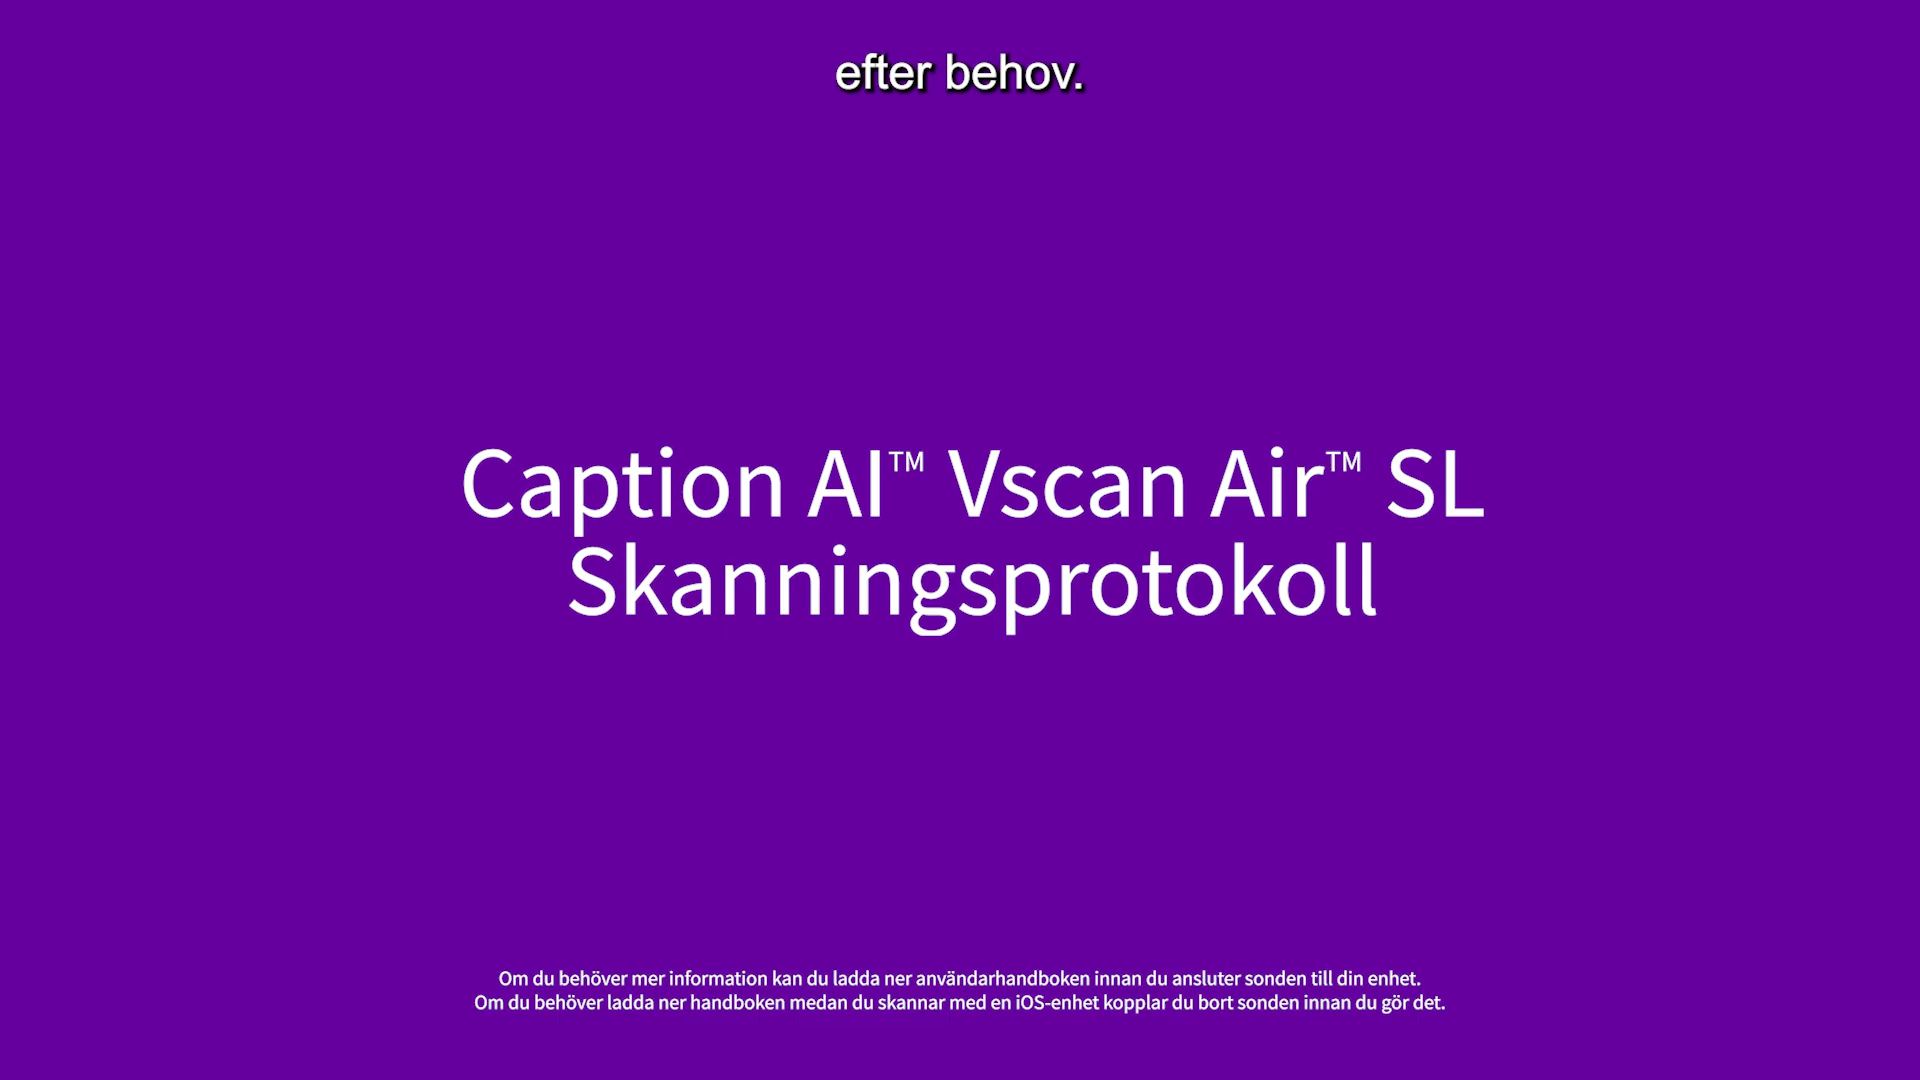 efter behov.
Caption AI™ Vscan Air™ SL
Skanningsprotokoll
Om du behöver mer information kan du ladda ner användarhandboken innan du ansluter sonden till din enhet.
Om du behöver ladda ner handboken medan du skannar med en iOS-enhet kopplar du bort sonden innan du gör det.